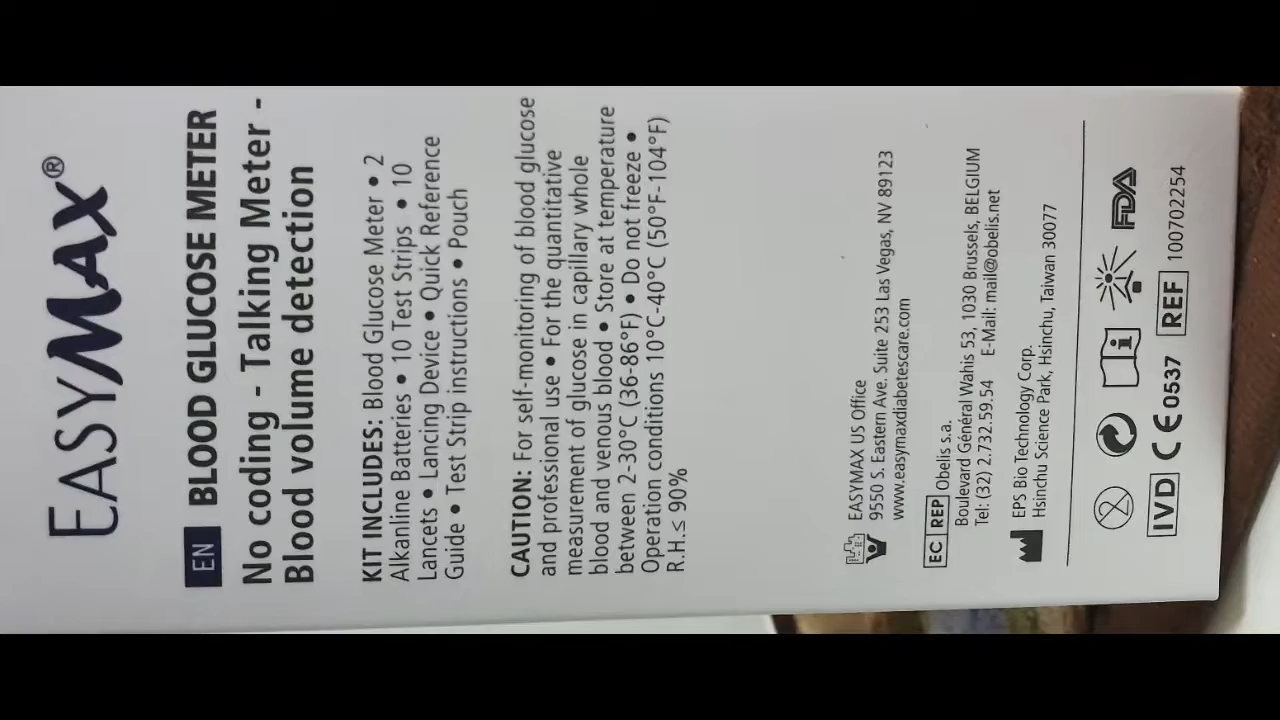 EASYMAX®
EN BLOOD GLUCOSE METER
No coding - Talking Meter -
Blood volume detection
KIT INCLUDES: Blood Glucose Meter • 2
Alkanline Batteries • 10 Test Strips • 10
Lancets • Lancing Device • Quick Reference
Guide • Test Strip instructions • Pouch
CAUTION: For self-monitoring of blood glucose
and professional use • For the quantitative
measurement of glucose in capillary whole
blood and venous blood • Store at temperature
between 2-30°C (36-86°F) • Do not freeze •
Operation conditions 10°C-40°C (50°F-104°F)
R.H.≤ 90%
EASYMAX US Office
9550 S. Eastern Ave. Suite 253 Las Vegas, NV 89123
www.easymaxdiabetescare.com
EC REP Obelis s.a.
Boulevard Général Wahis 53, 1030 Brussels, BELGIUM
Tel: (32) 2.732.59.54 E-Mail: mail@obelis.net
EPS Bio Technology Corp.
Hsinchu Science Park, Hsinchu, Taiwan 30077
2 i FDA
IVD CE 0537 REF 100702254